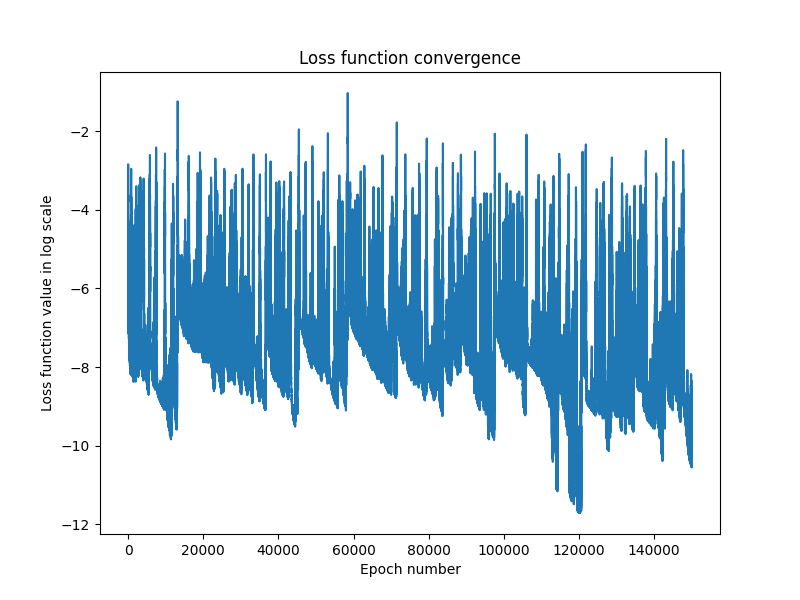 Loss function convergence
Loss function value in log scale
−2
−4
−6
−8
−10
−12
0 20000 40000 60000 80000 100000 120000 140000
Epoch number